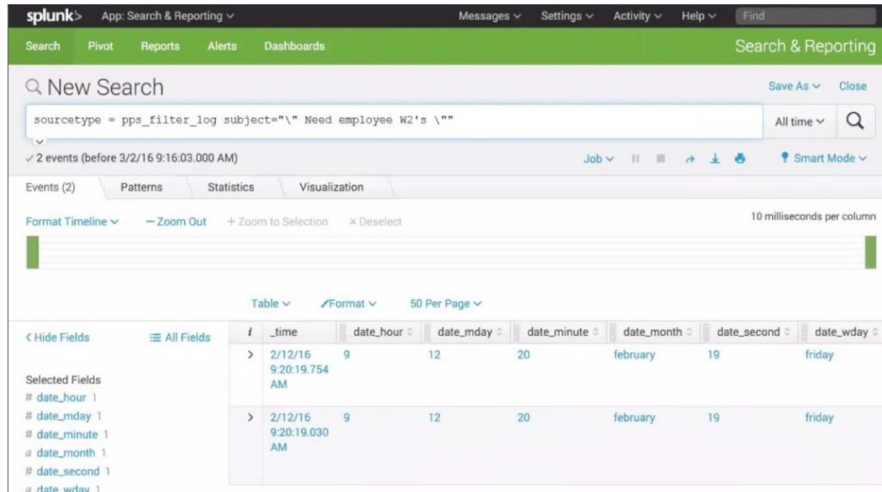 splunk> App: Search & Reporting Messages Settings Activity Help Find
Search Pivot Reports Alerts Dashboards Search & Reporting
New Search Save As Close
sourcetype = pps_filter_log subject="\" Need employee W2's \"" All time
✓ 2 events (before 3/2/16 9:16:03.000 AM) Job Smart Mode
Events (2) Patterns Statistics Visualization
Format Timeline — Zoom Out + Zoom to Selection × Deselect 10 milliseconds per column
Table Format 50 Per Page
< Hide Fields All Fields i _time date_hour date_mday date_minute date_month date_second date_wday
> 2/12/16 9 12 20 february 19 friday
9:20:19.754
AM
Selected Fields
# date_hour 1
> 2/12/16 9 12 20 february 19 friday
# date_mday 1
9:20:19.030
# date_minute 1
AM
a date_month 1
# date_second 1
a date_wday 1